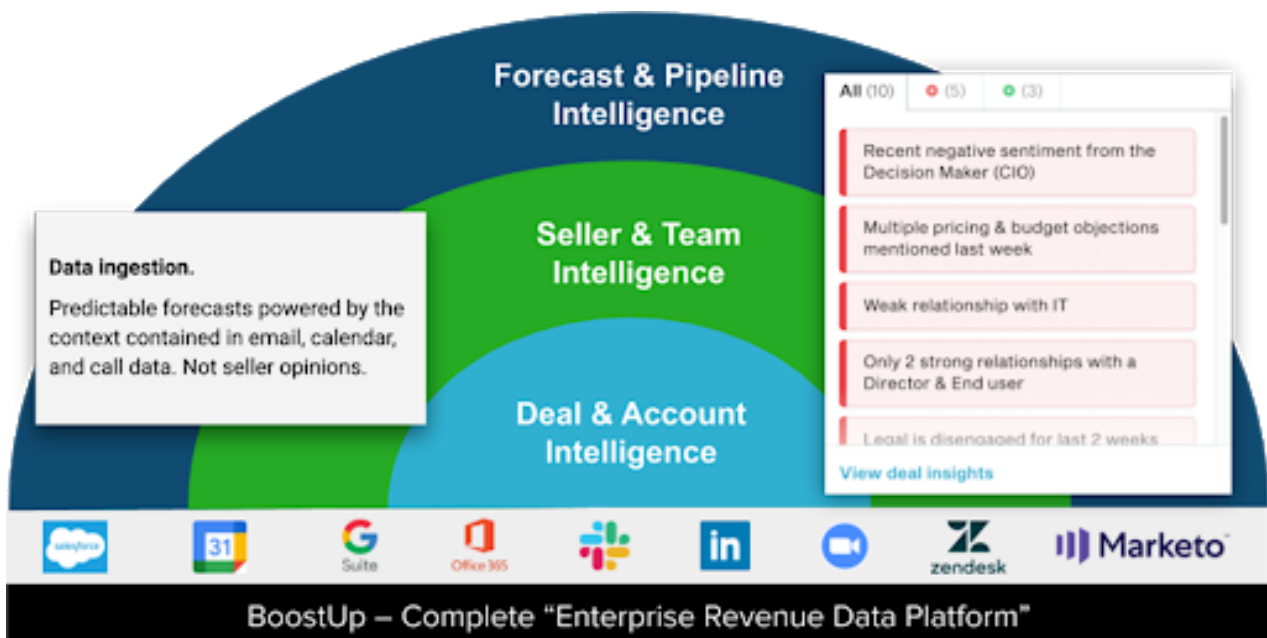 Forecast & Pipeline
Intelligence
Seller & Team
Intelligence
Deal & Account
Intelligence
Data ingestion.
Predictable forecasts powered by the
context contained in email, calendar,
and call data. Not seller opinions.
All (10) (5) (3)
Recent negative sentiment from the
Decision Maker (CIO)
Multiple pricing & budget objections
mentioned last week
Weak relationship with IT
Only 2 strong relationships with a
Director & End user
Legal is disengaged for last 2 weeks
View deal insights
salesforce
31
G
Suite
Office 365
in
zendesk
Marketo
BoostUp – Complete “Enterprise Revenue Data Platform”